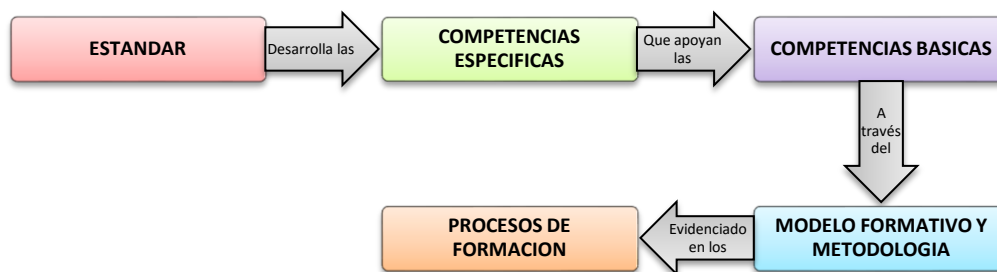 ESTANDAR
Desarrolla las
COMPETENCIAS
ESPECIFICAS
Que apoyan
las
COMPETENCIAS BASICAS
A
través
del
MODELO FORMATIVO Y
METODOLOGIA
Evidenciado
en los
PROCESOS DE
FORMACION